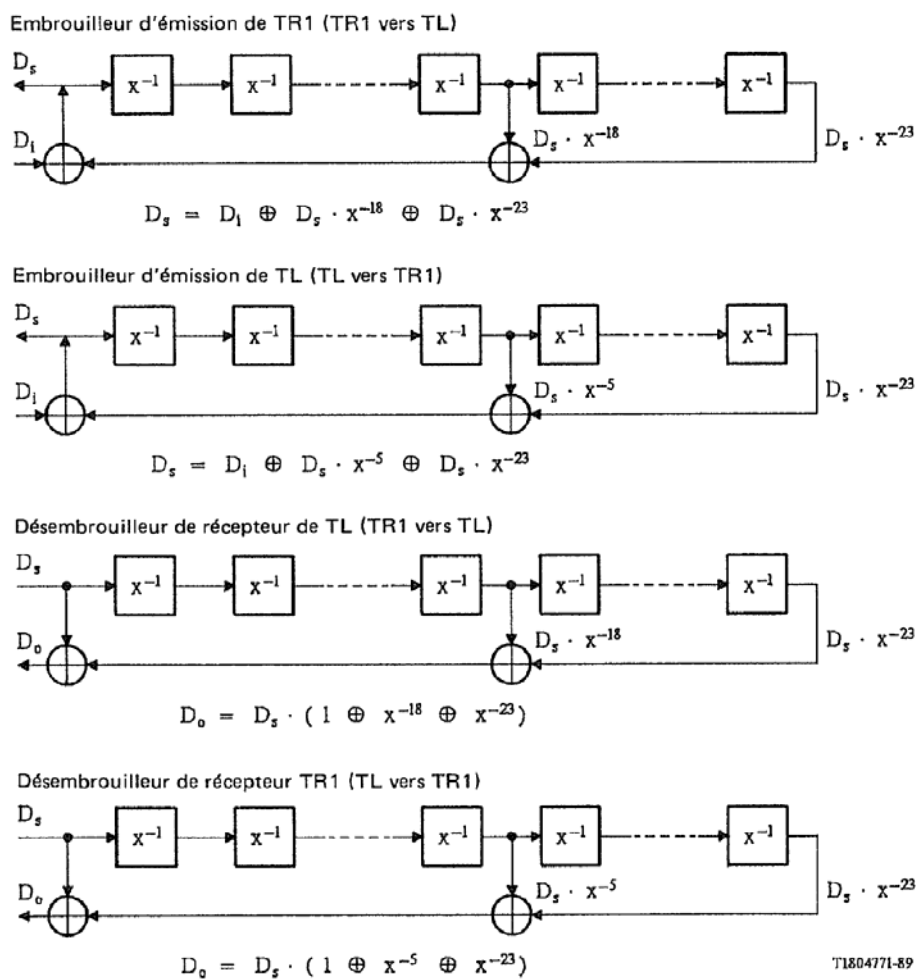 Embrouilleur d'émission de TR1 (TR1 vers TL)
Dₛ
x⁻¹ x⁻¹ x⁻¹ x⁻¹ x⁻¹
Dᵢ
Dₛ · x⁻¹⁸
Dₛ · x⁻²³
Dₛ = Dᵢ ⊕ Dₛ · x⁻¹⁸ ⊕ Dₛ · x⁻²³
Embrouilleur d'émission de TL (TL vers TR1)
Dₛ
x⁻¹ x⁻¹ x⁻¹ x⁻¹ x⁻¹
Dᵢ
Dₛ · x⁻⁵
Dₛ · x⁻²³
Dₛ = Dᵢ ⊕ Dₛ · x⁻⁵ ⊕ Dₛ · x⁻²³
Désembrouilleur de récepteur de TL (TR1 vers TL)
Dₛ
x⁻¹ x⁻¹ x⁻¹ x⁻¹ x⁻¹
Dₒ
Dₛ · x⁻¹⁸
Dₛ · x⁻²³
Dₒ = Dₛ · (1 ⊕ x⁻¹⁸ ⊕ x⁻²³)
Désembrouilleur de récepteur TR1 (TL vers TR1)
Dₛ
x⁻¹ x⁻¹ x⁻¹ x⁻¹ x⁻¹
Dₒ
Dₛ · x⁻⁵
Dₛ · x⁻²³
Dₒ = Dₛ · (1 ⊕ x⁻⁵ ⊕ x⁻²³)
T1804771-89